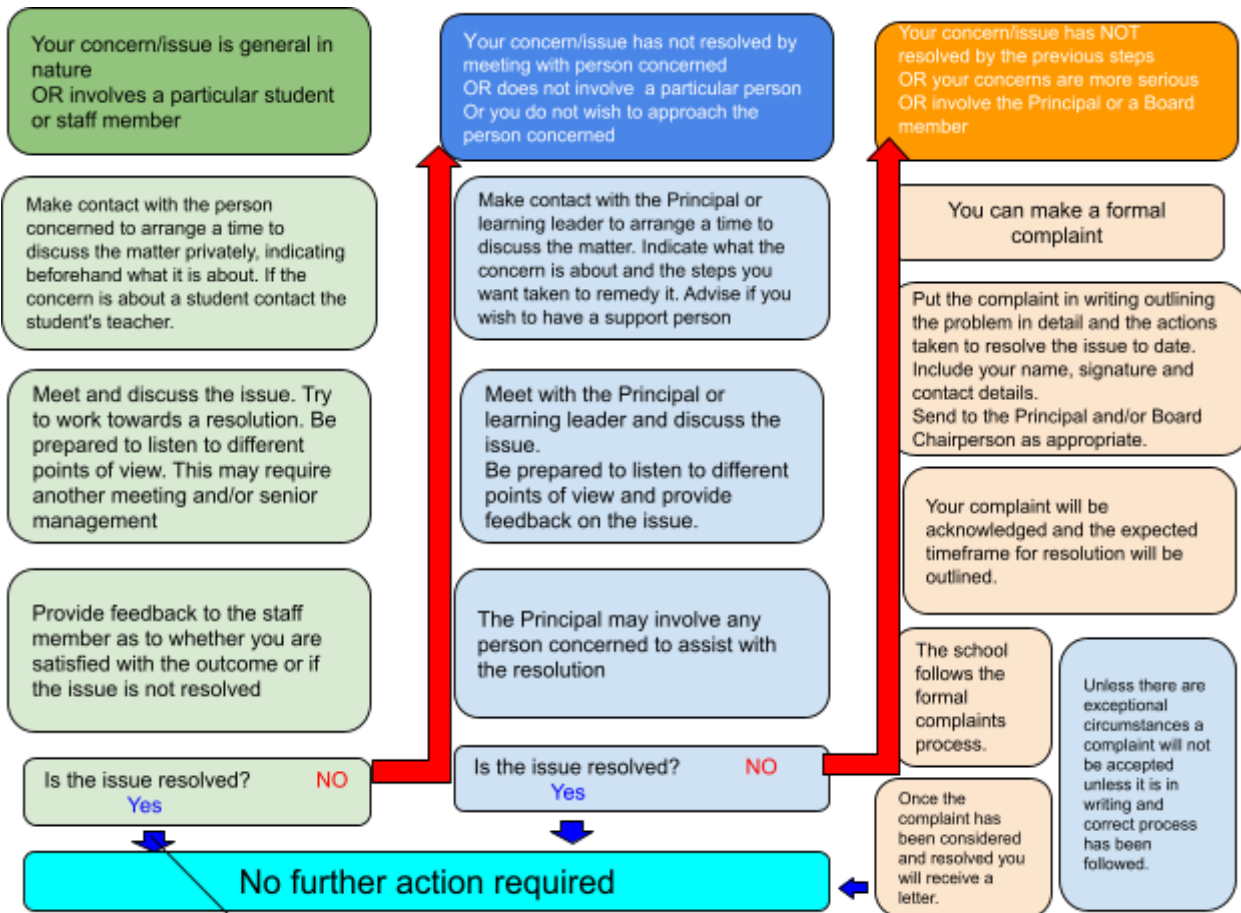 Your concern/issue is general in
nature
OR involves a particular student
or staff member
Make contact with the person
concerned to arrange a time to
discuss the matter privately, indicating
beforehand what it is about. If the
concern is about a student contact the
student's teacher.
Meet and discuss the issue. Try
to work towards a resolution. Be
prepared to listen to different
points of view. This may require
another meeting and/or senior
management
Provide feedback to the staff
member as to whether you are
satisfied with the outcome or if
the issue is not resolved
Is the issue resolved? NO
Yes
Your concern/issue has not resolved by
meeting with person concerned
OR does not involve a particular person
Or you do not wish to approach the
person concerned
Make contact with the Principal or
learning leader to arrange a time to
discuss the matter. Indicate what the
concern is about and the steps you
want taken to remedy it. Advise if you
wish to have a support person
Meet with the Principal or
learning leader and discuss the
issue.
Be prepared to listen to different
points of view and provide
feedback on the issue.
The Principal may involve any
person concerned to assist with
the resolution
Is the issue resolved? NO
Yes
Your concern/issue has NOT
resolved by the previous steps
OR your concerns are more serious
OR involve the Principal or a Board
member
You can make a formal
complaint
Put the complaint in writing outlining
the problem in detail and the actions
taken to resolve the issue to date.
Include your name, signature and
contact details.
Send to the Principal and/or Board
Chairperson as appropriate.
Your complaint will be
acknowledged and the expected
timeframe for resolution will be
outlined.
The school
follows the
formal
complaints
process.
Once the
complaint has
been considered
and resolved you
will receive a
letter.
Unless there are
exceptional
circumstances a
complaint will not
be accepted
unless it is in
writing and
correct process
has been
followed.
No further action required